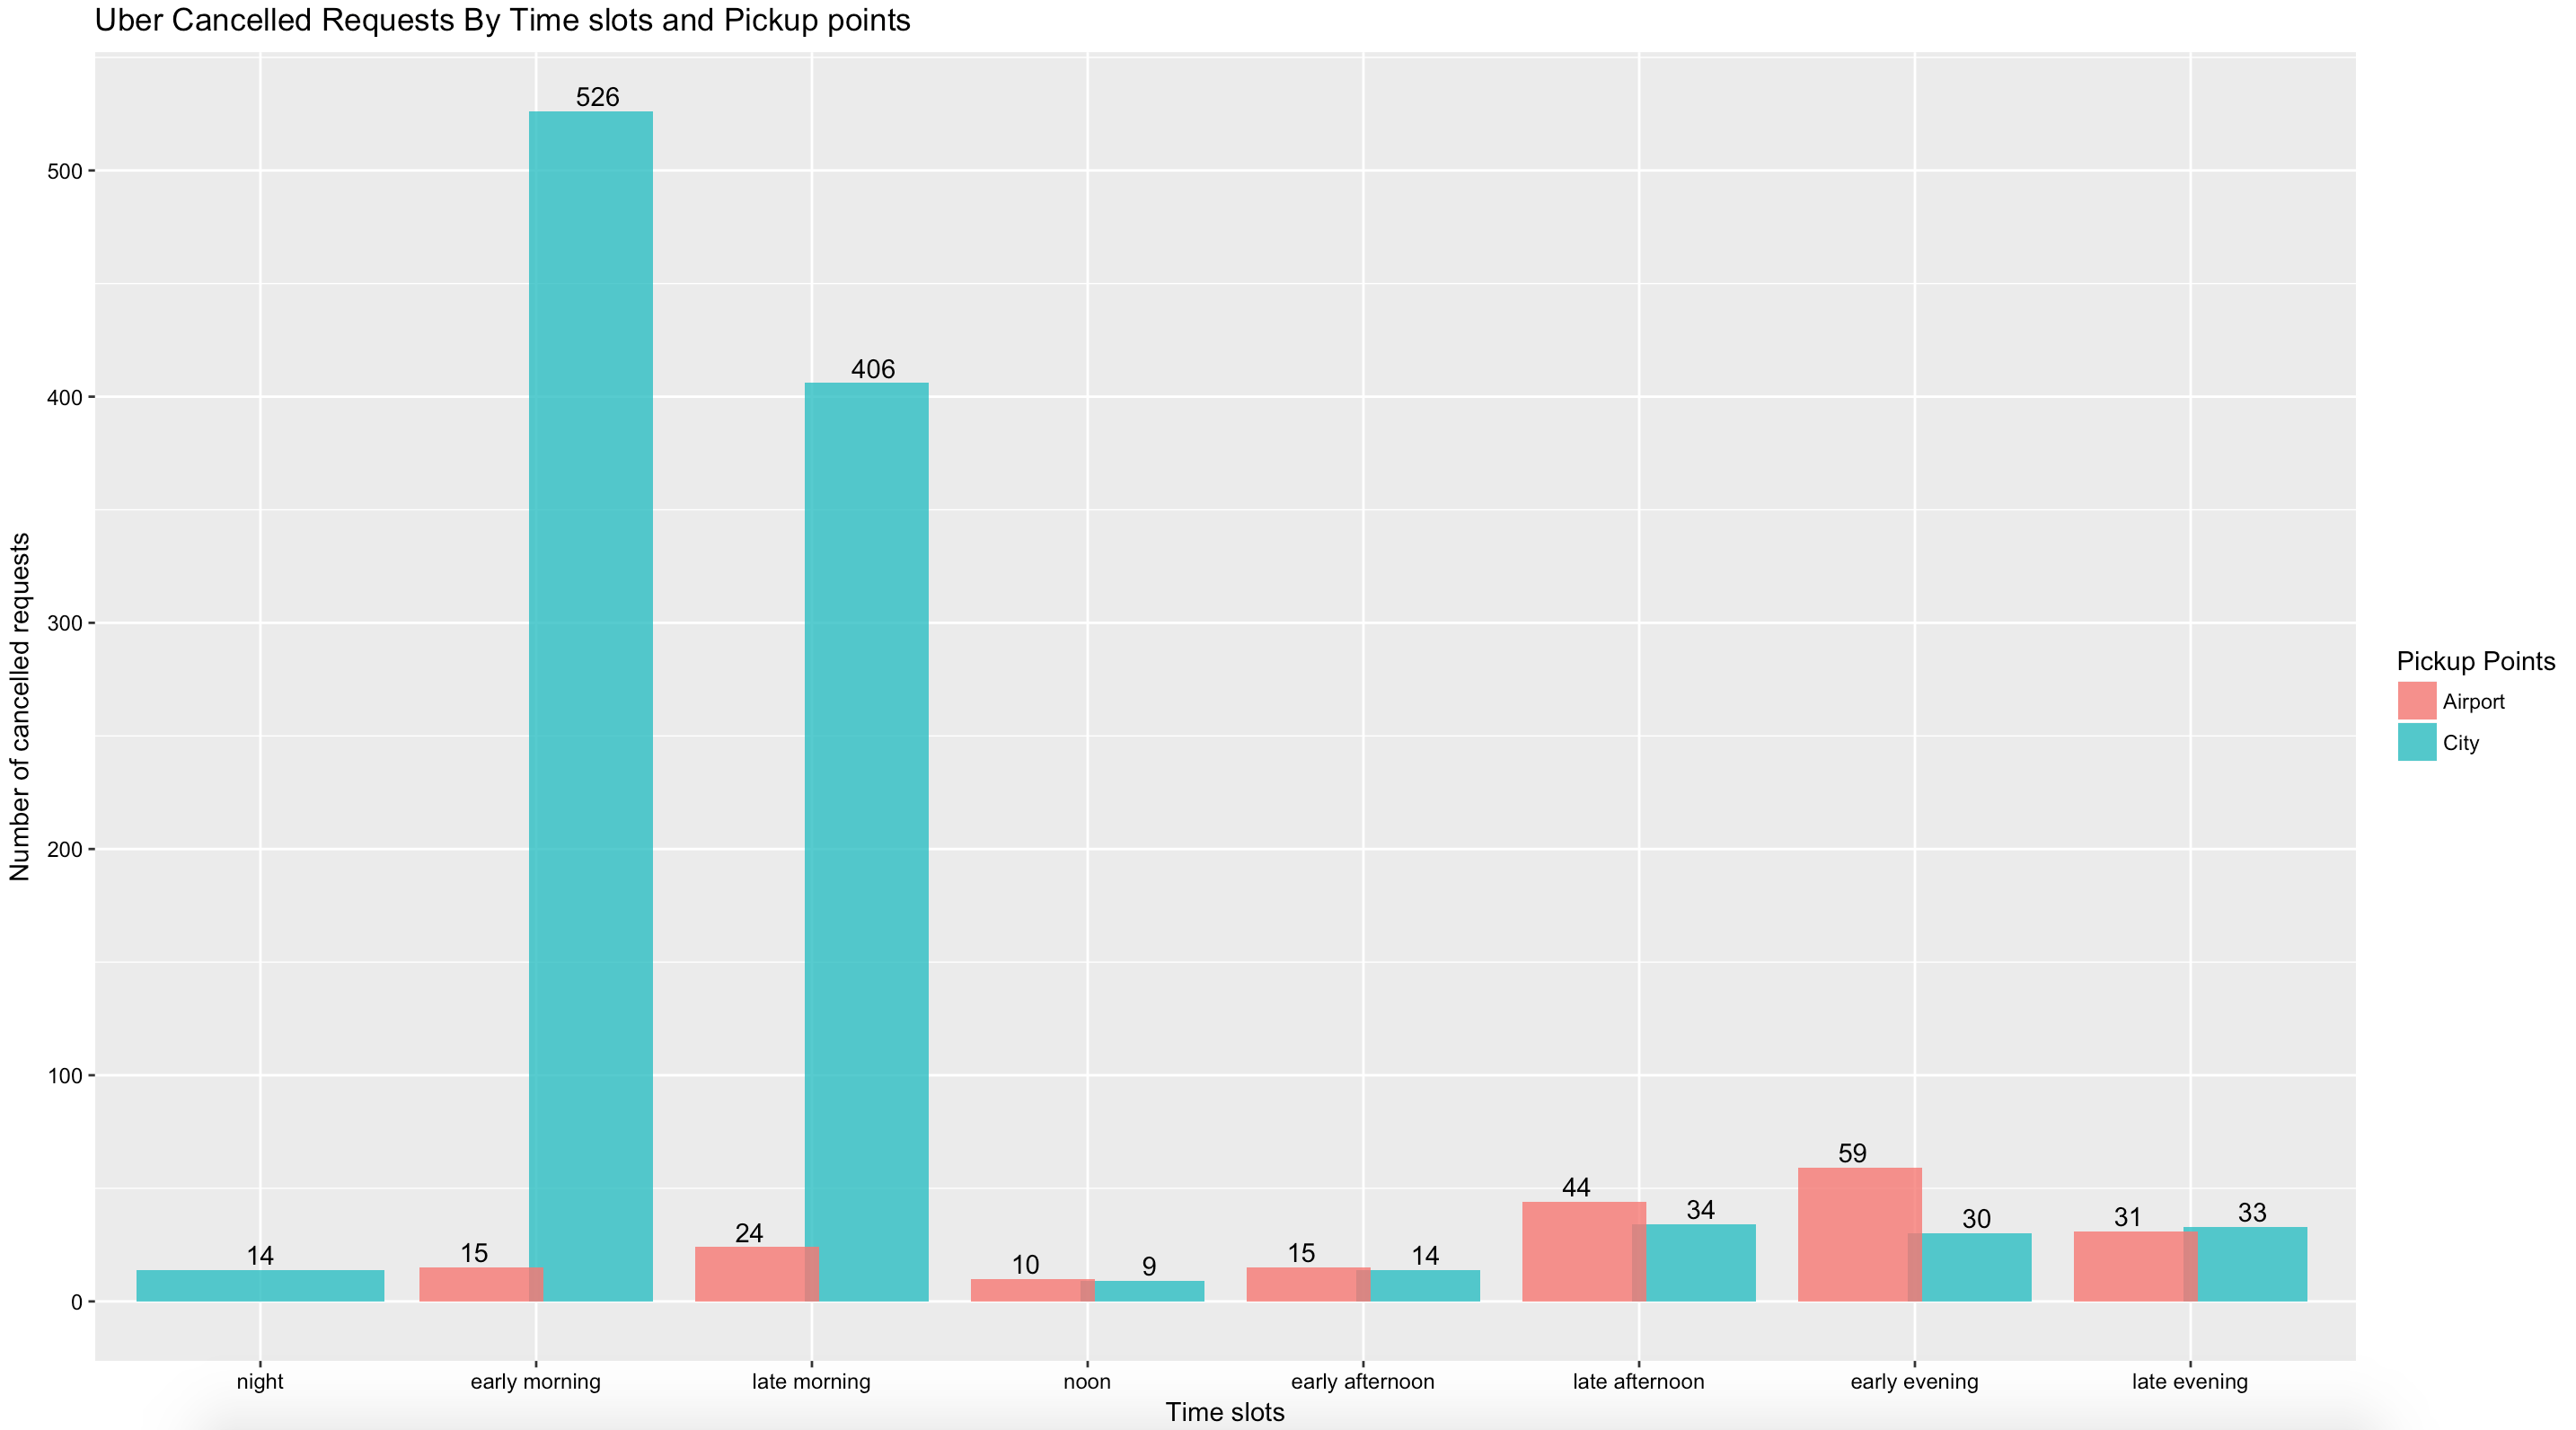 Uber Cancelled Requests By Time slots and Pickup points
Number of cancelled requests
500
400
300
200
100
0
526
406
14
15
24
10
9
15
14
44
34
59
30
31
33
night
early morning
late morning
noon
early afternoon
late afternoon
early evening
late evening
Time slots
Pickup Points
Airport
City